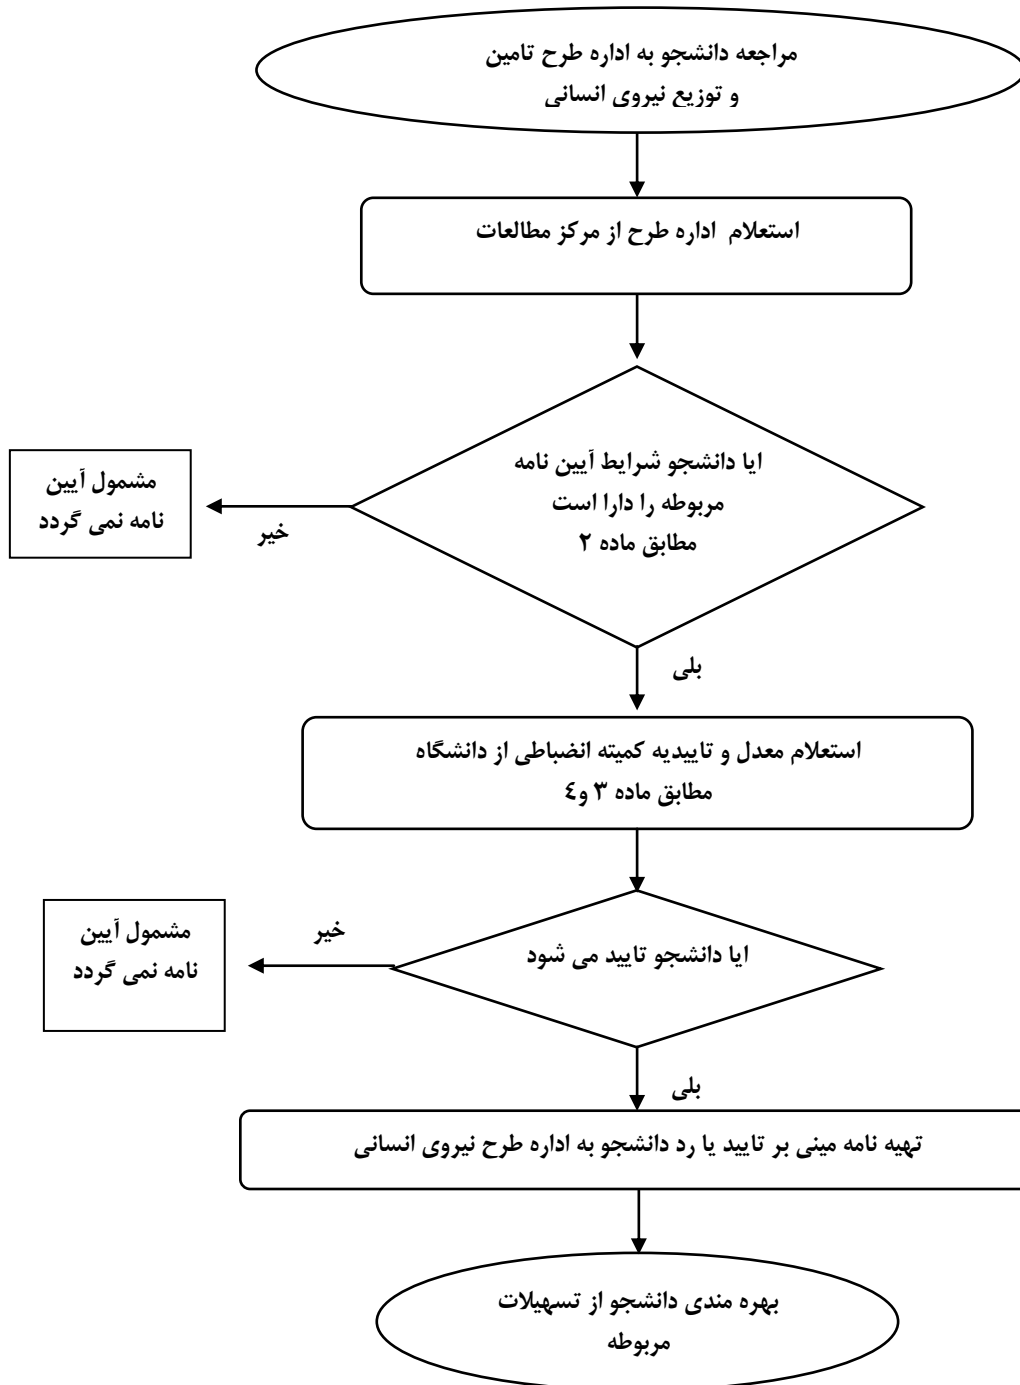 مراجعه دانشجو به اداره طرح تامین
و توزیع نیروی انسانی
استعلام اداره طرح از مرکز مطالعات
ایا دانشجو شرایط آیین نامه
مربوطه را دارا است
مطابق ماده ۲
خیر
مشمول آیین
نامه نمی گردد
بلی
استعلام معدل و تاییدیه کمیته انضباطی از دانشگاه
مطابق ماده ۳ و٤
ایا دانشجو تایید می شود
خیر
مشمول آیین
نامه نمی گردد
بلی
تهیه نامه مینی بر تایید یا رد دانشجو به اداره طرح نیروی انسانی
بهره مندی دانشجو از تسهیلات
مربوطه